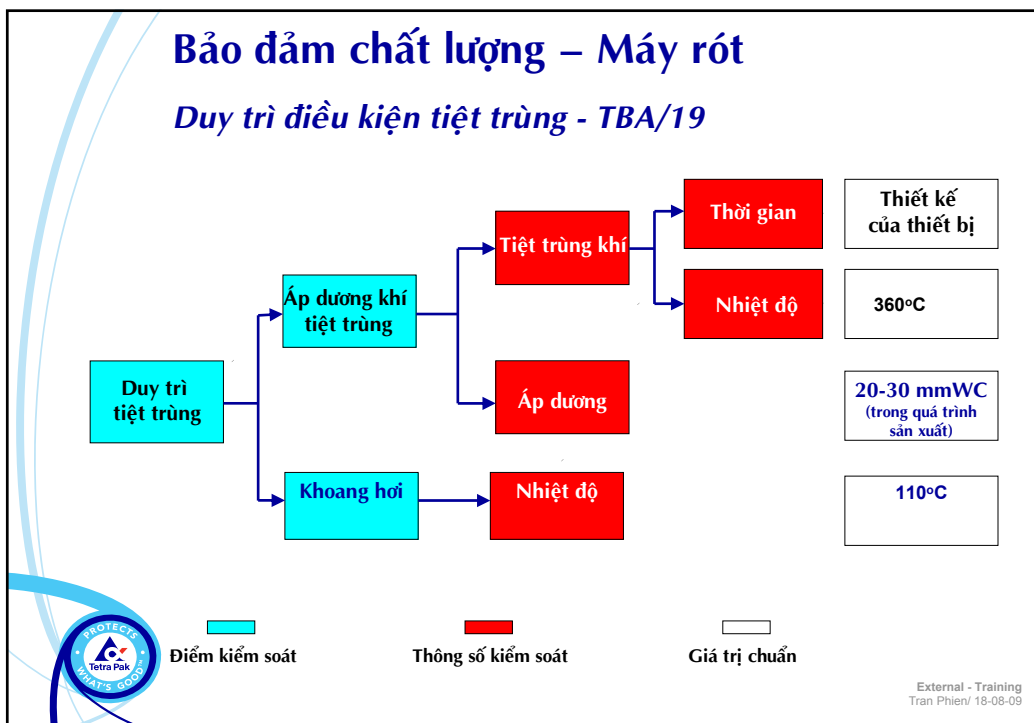 Bảo đảm chất lượng – Máy rót
Duy trì điều kiện tiệt trùng - TBA/19
Thời gian
Thiết kế
của thiết bị
Tiệt trùng khí
Áp dương khí
tiệt trùng
Nhiệt độ
360ºC
Duy trì
tiệt trùng
Áp dương
20-30 mmWC
(trong quá trình
sản xuất)
Khoang hơi
Nhiệt độ
110ºC
Điểm kiểm soát
Thông số kiểm soát
Giá trị chuẩn
PROTECTS
Tetra Pak
WHAT'S GOOD™
External - Training
Tran Phien/ 18-08-09